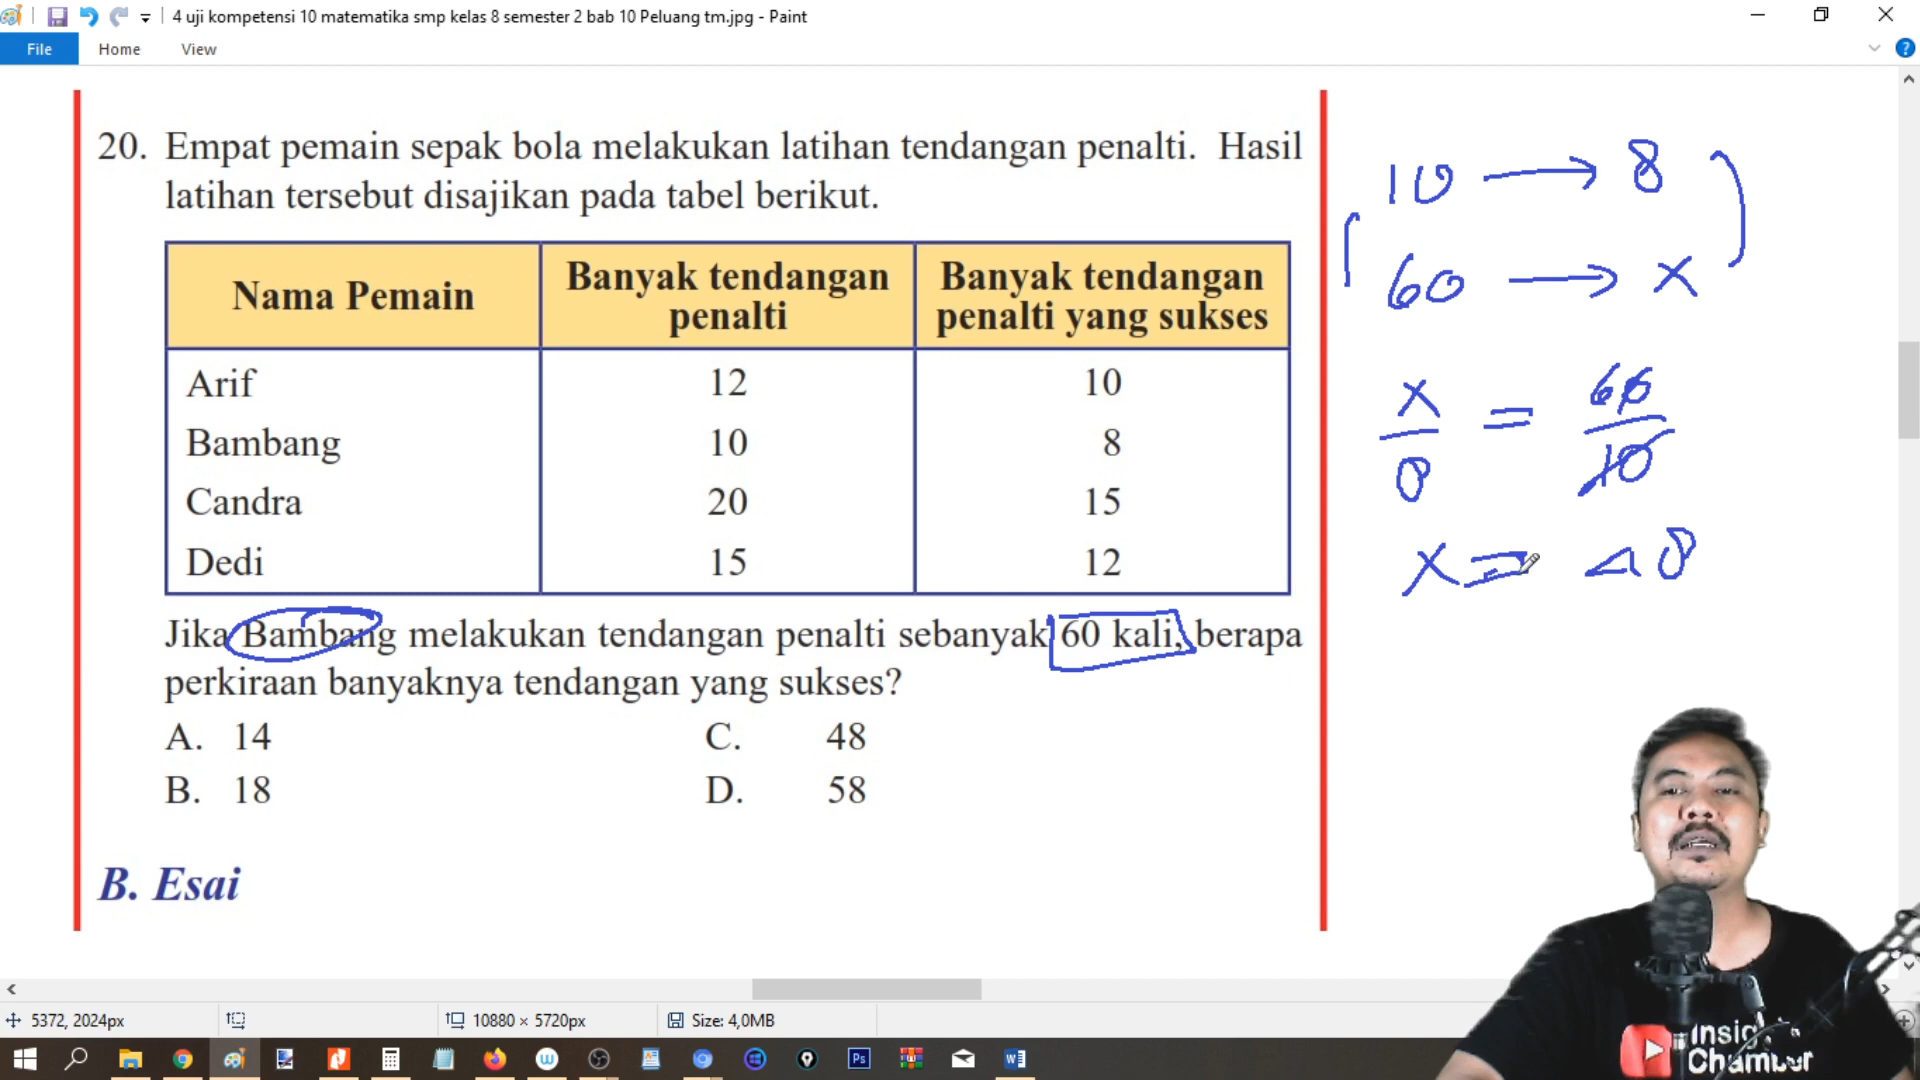 4 uji kompetensi 10 matematika smp kelas 8 semester 2 bab 10 Peluang tm.jpg - Paint
File Home View
20. Empat pemain sepak bola melakukan latihan tendangan penalti. Hasil
latihan tersebut disajikan pada tabel berikut.
Nama Pemain
Banyak tendangan
penalti
Banyak tendangan
penalti yang sukses
Arif 12 10
Bambang 10 8
Candra 20 15
Dedi 15 12
Jika Bambang melakukan tendangan penalti sebanyak 60 kali, berapa
perkiraan banyaknya tendangan yang sukses?
A. 14 C. 48
B. 18 D. 58
B. Esai
10 → 8
60 → x
x/8 = 60/10
x = 48
5372, 2024px
10880 × 5720px
Size: 4,0MB
Insight
Chamber